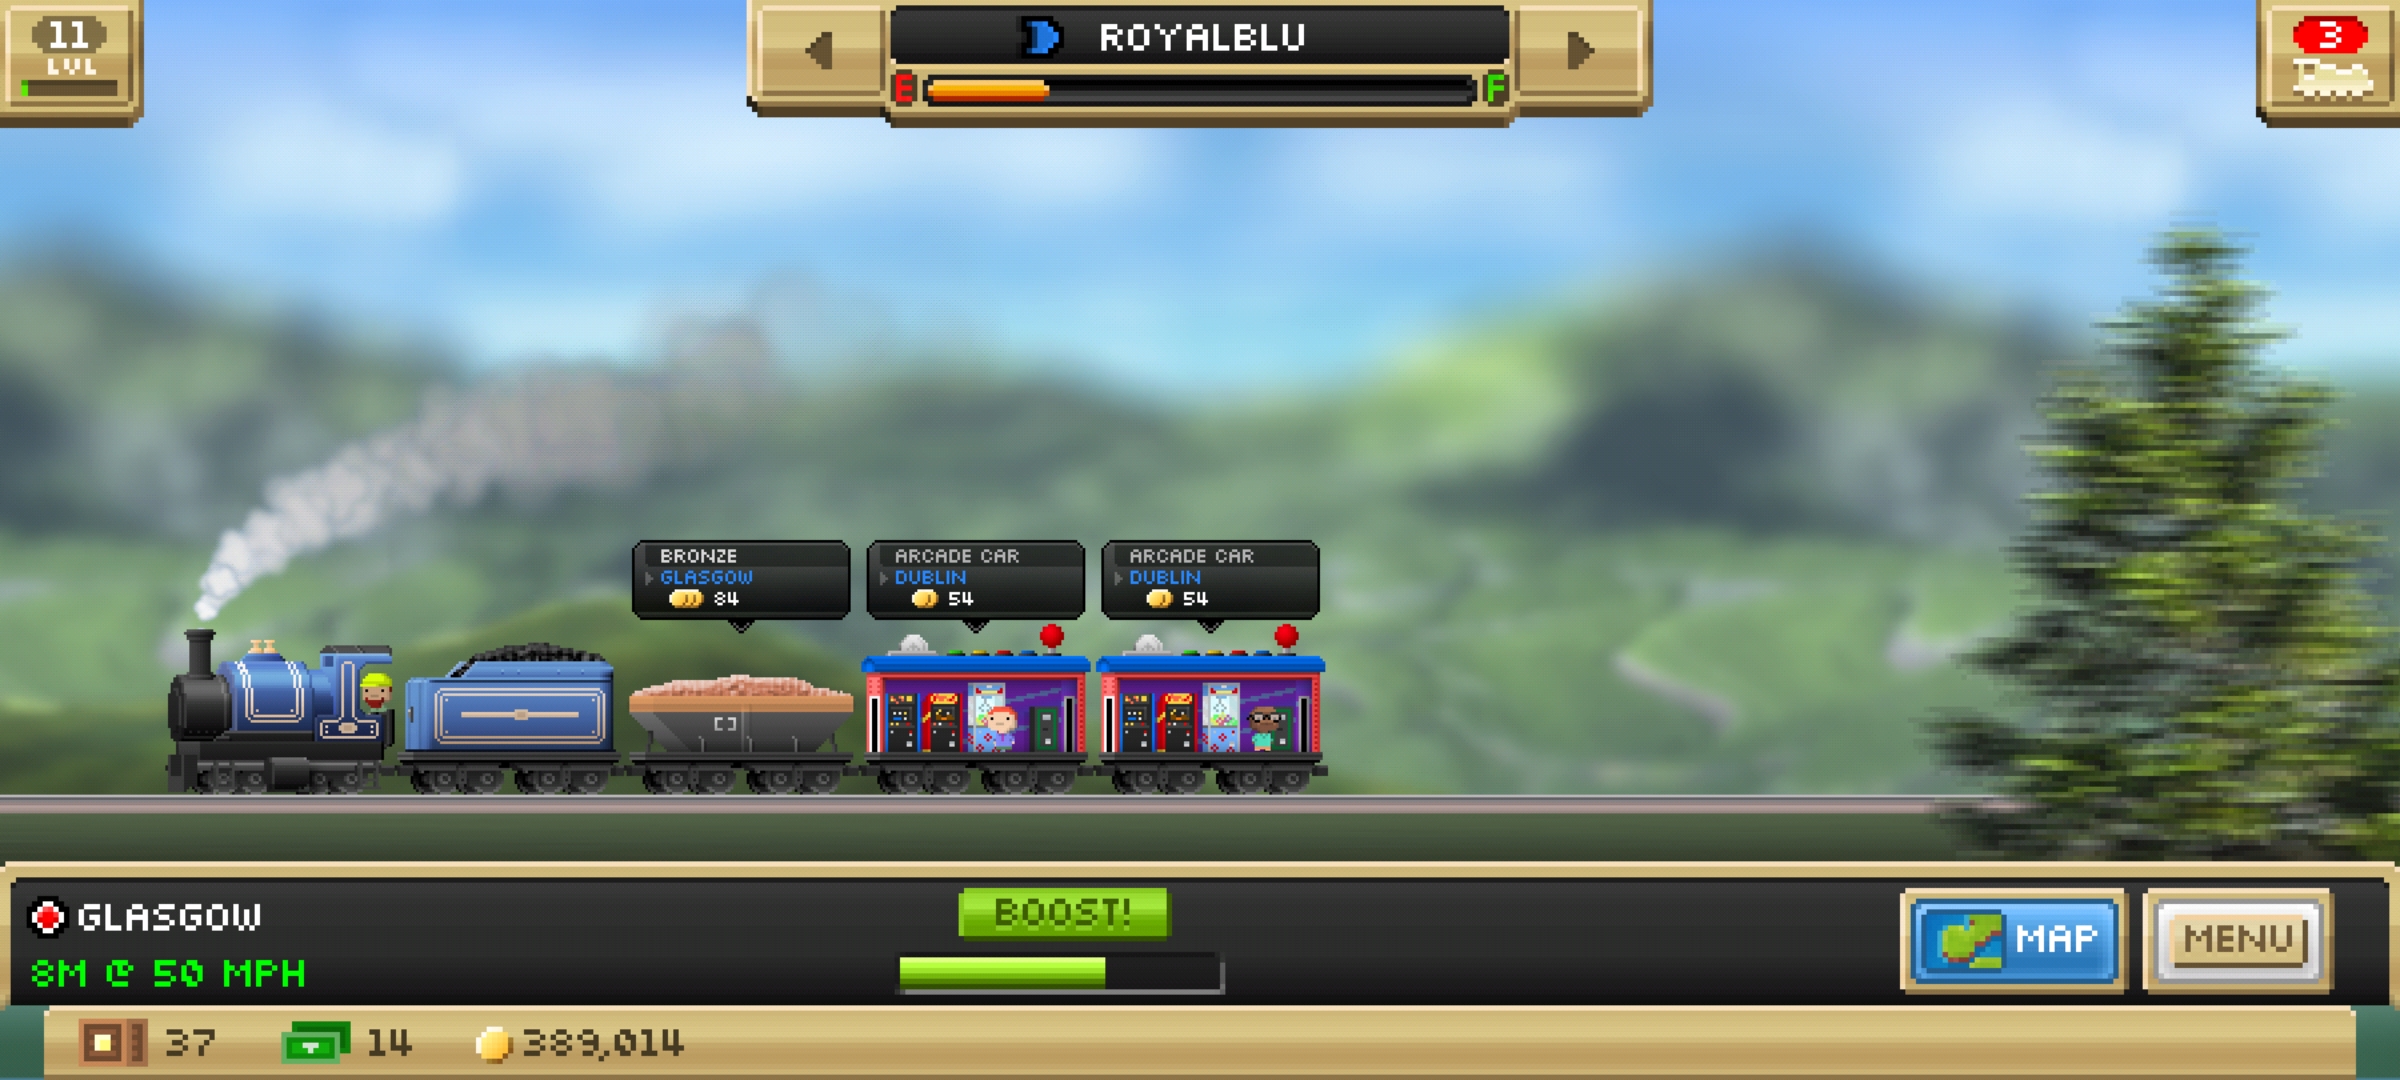 11
LVL
ROYALBLU
E F
3
BRONZE
GLASGOW
84
ARCADE CAR
DUBLIN
54
ARCADE CAR
DUBLIN
54
GLASGOW
8M @ 50 MPH
BOOST!
MAP
MENU
37
14
389,014